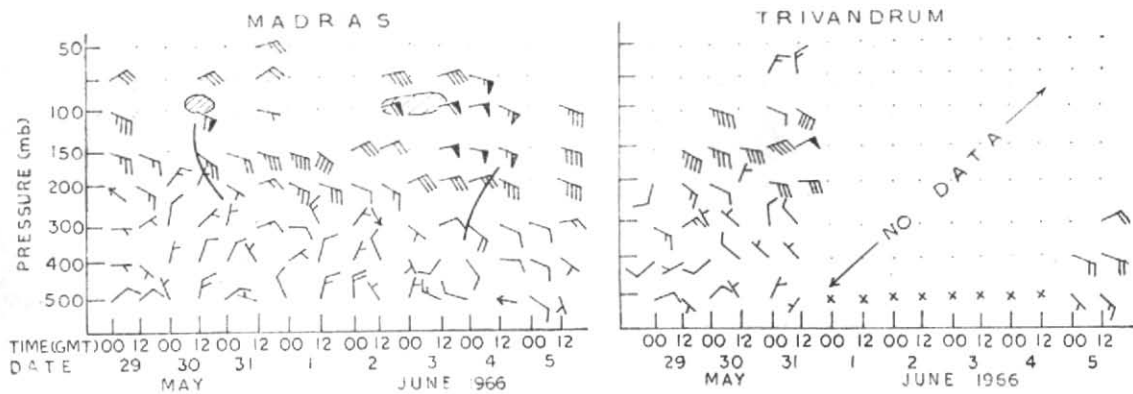 MADRAS
TRIVANDRUM
PRESSURE (mb)
50
100
150
200
300
400
500
NO DATA
x x x x x x x x
TIME(GMT) 00 12 00 12 00 12 00 12 00 12 00 12 00 12 00 12
DATE 29 30 31 1 2 3 4 5
MAY JUNE 1966
00 12 00 12 00 12 00 12 00 12 00 12 00 12 00 12
29 30 31 1 2 3 4 5
MAY JUNE 1966